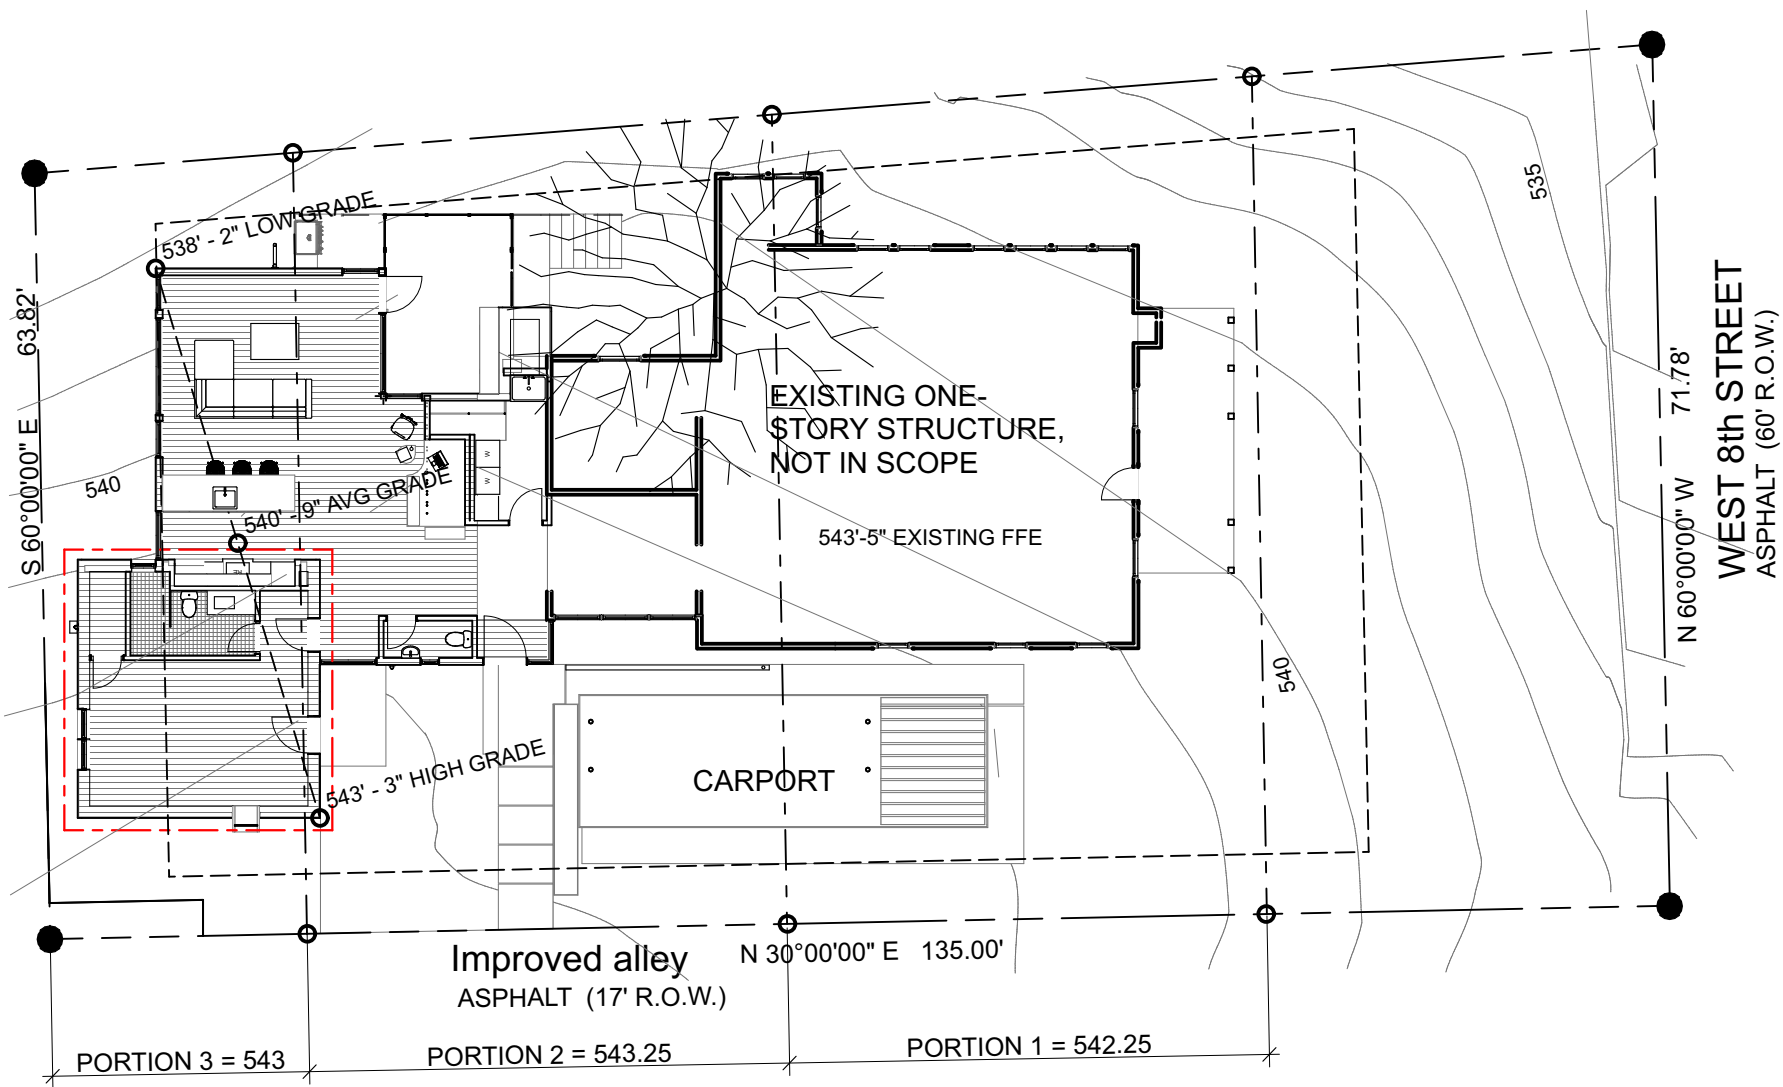 538' - 2" LOW GRADE
535
S 60°00'00" E 63.82'
WEST 8th STREET
ASPHALT (60' R.O.W.)
N 60°00'00" W 71.78'
EXISTING ONE-
STORY STRUCTURE,
NOT IN SCOPE
540
W
W
540' - 9" AVG GRADE
543'-5" EXISTING FFE
540
543' - 3" HIGH GRADE
CARPORT
Improved alley
ASPHALT (17' R.O.W.)
N 30°00'00" E 135.00'
PORTION 3 = 543
PORTION 2 = 543.25
PORTION 1 = 542.25